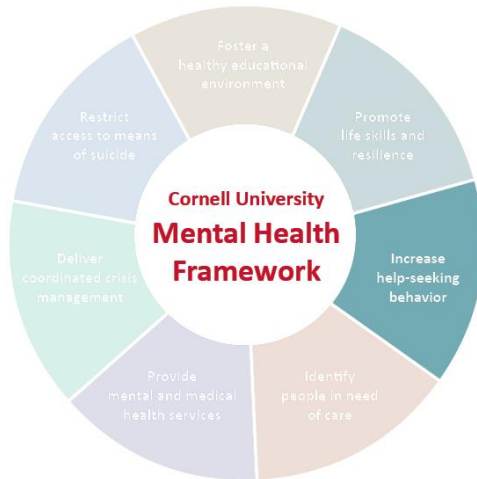 Foster a
healthy educational
environment
Promote
life skills and
resilience
Increase
help-seeking
behavior
Identify
people in need
of care
Provide
mental and medical
health services
Deliver
coordinated crisis
management
Restrict
access to means
of suicide
Cornell University
Mental Health
Framework